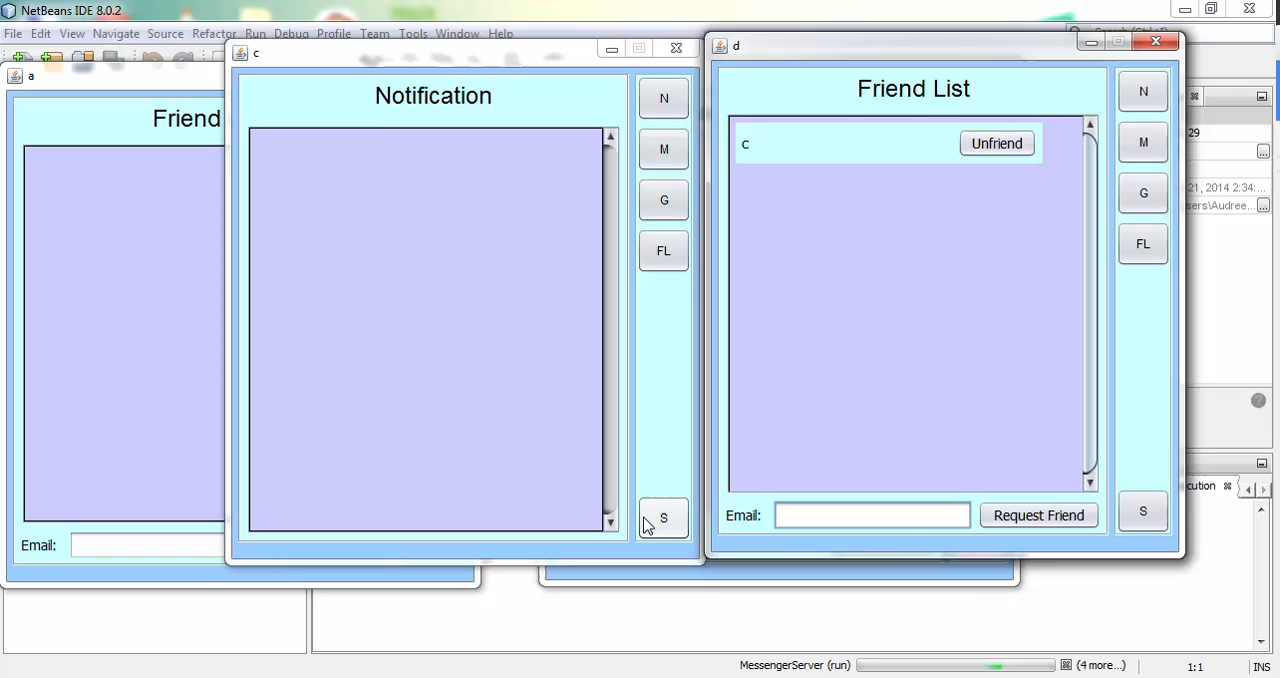 NetBeans IDE 8.0.2
File Edit View Navigate Source Refactor Run Debug Profile Team Tools Window Help
a
Friend
Email:
c
Notification
N
M
G
FL
S
d
Friend List
c Unfriend
Email: Request Friend
N
M
G
FL
S
29
21, 2014 2:34:...
sers\Audree...
cution
MessengerServer (run) (4 more...) 1:1 INS